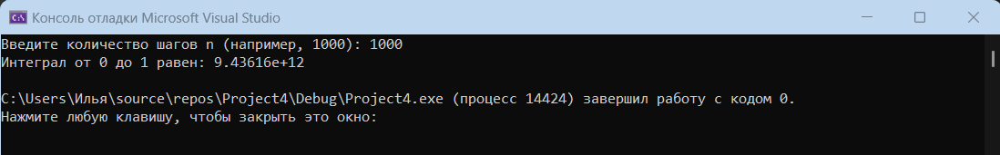 Консоль отладки Microsoft Visual Studio
Введите количество шагов n (например, 1000): 1000
Интеграл от 0 до 1 равен: 9.43616e+12
C:\Users\Илья\source\repos\Project4\Debug\Project4.exe (процесс 14424) завершил работу с кодом 0.
Нажмите любую клавишу, чтобы закрыть это окно: